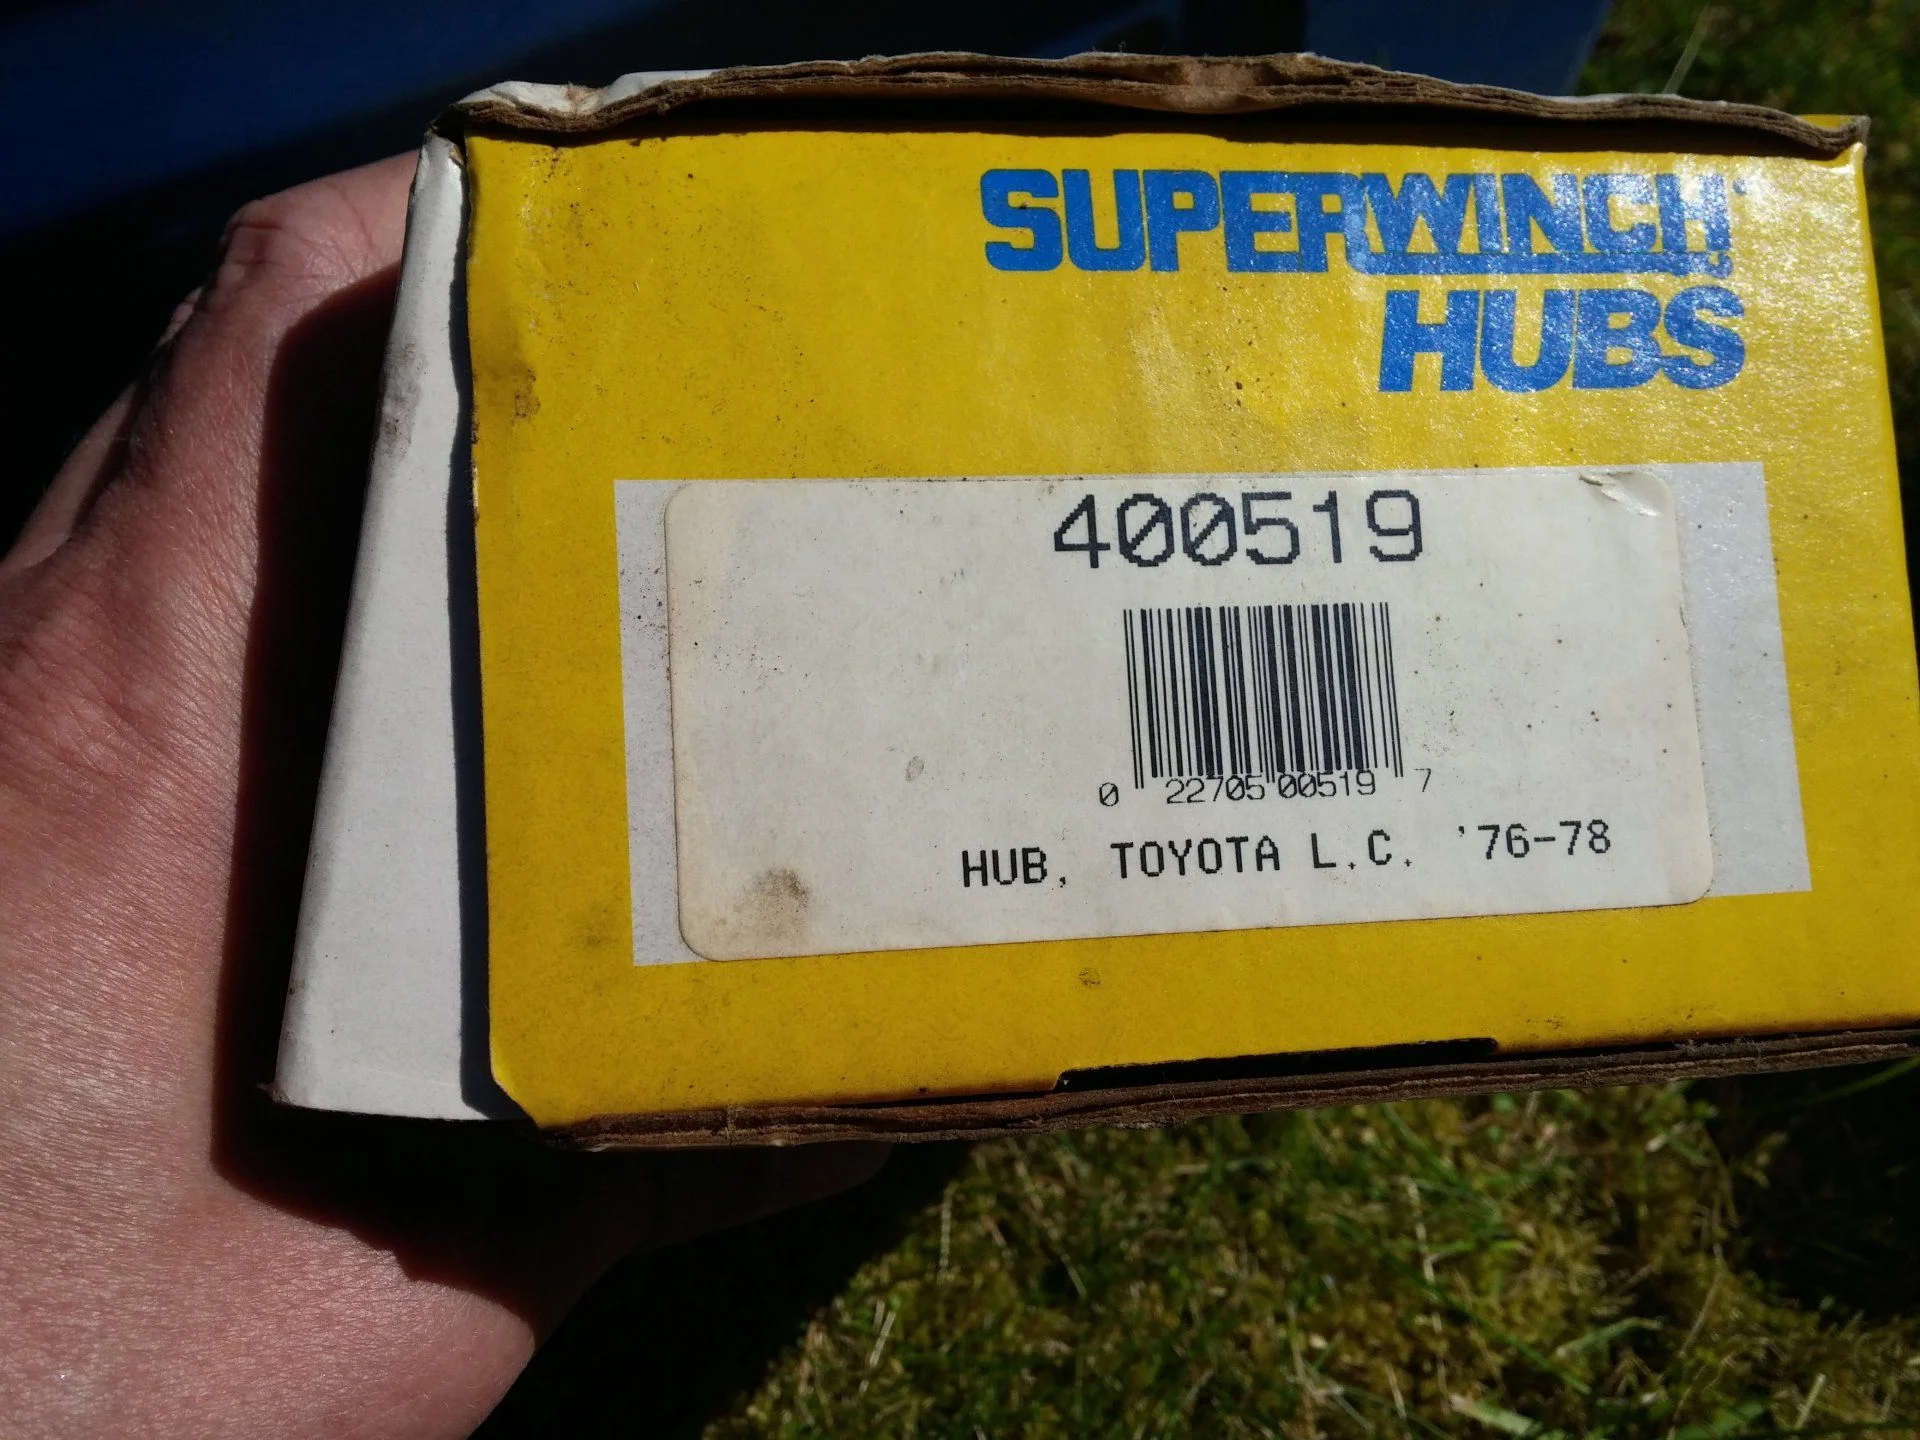 SUPERWINCH
HUBS
400519
0 22705 00519 7
HUB, TOYOTA L.C. '76-78